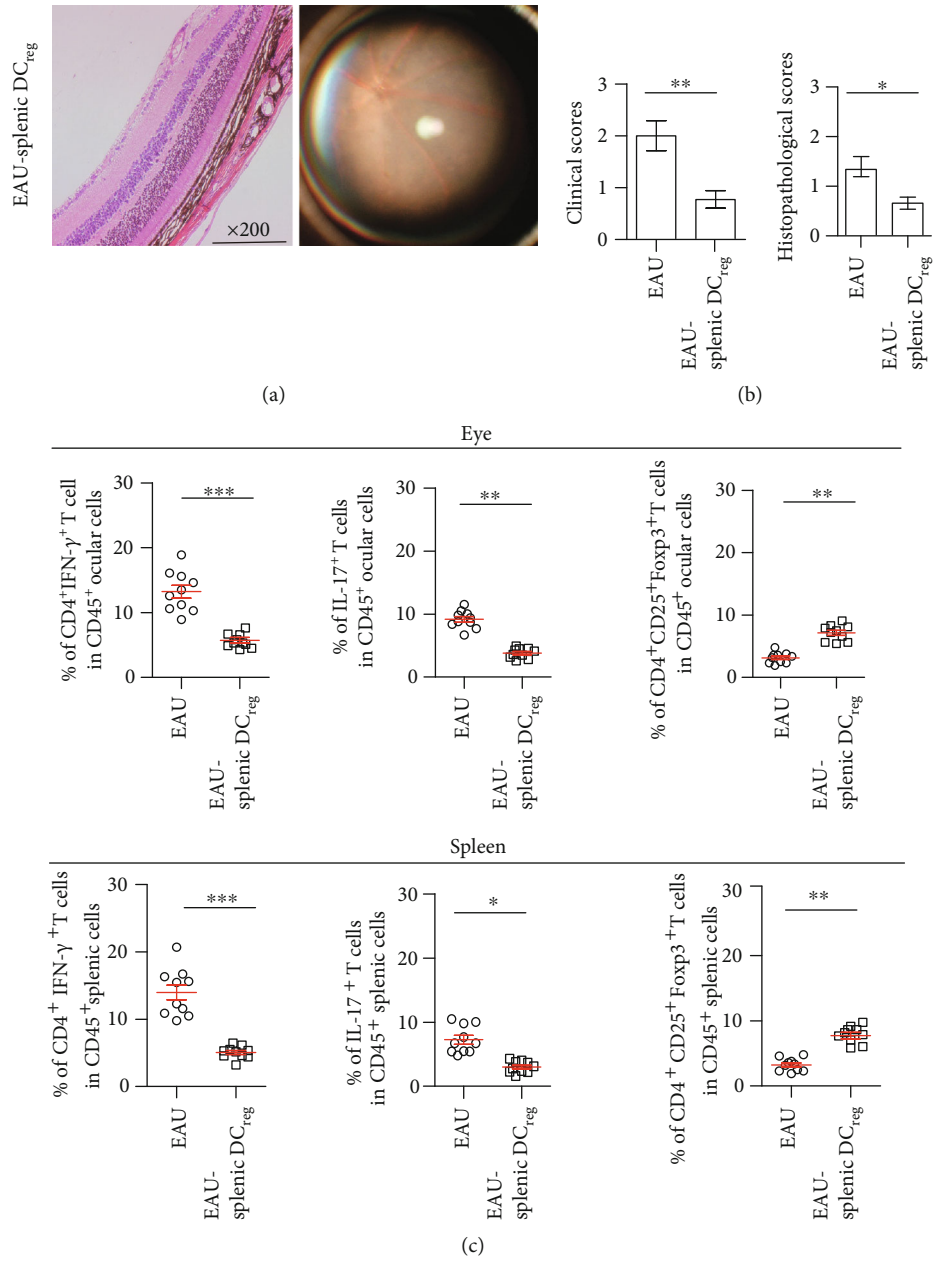 EAU-splenic DCreg
×200
(a)
Clinical scores
3
2
1
0
**
EAU
EAU-
splenic DCreg
Histopathological scores
3
2
1
0
*
EAU
EAU-
splenic DCreg
(b)
Eye
% of CD4+IFN-γ+T cell
in CD45+ ocular cells
30
20
10
0
***
EAU
EAU-
splenic DCreg
% of IL-17+T cells
in CD45+ ocular cells
30
20
10
0
**
EAU
EAU-
splenic DCreg
% of CD4+CD25+Foxp3+T cells
in CD45+ ocular cells
30
20
10
0
**
EAU
EAU-
splenic DCreg
Spleen
% of CD4+ IFN-γ +T cells
in CD45+splenic cells
30
20
10
0
***
EAU
EAU-
splenic DCreg
% of IL-17 + T cells
in CD45+ splenic cells
30
20
10
0
*
EAU
EAU-
splenic DCreg
% of CD4 + CD25+ Foxp3 +T cells
in CD45+ splenic cells
30
20
10
0
**
EAU
EAU-
splenic DCreg
(c)